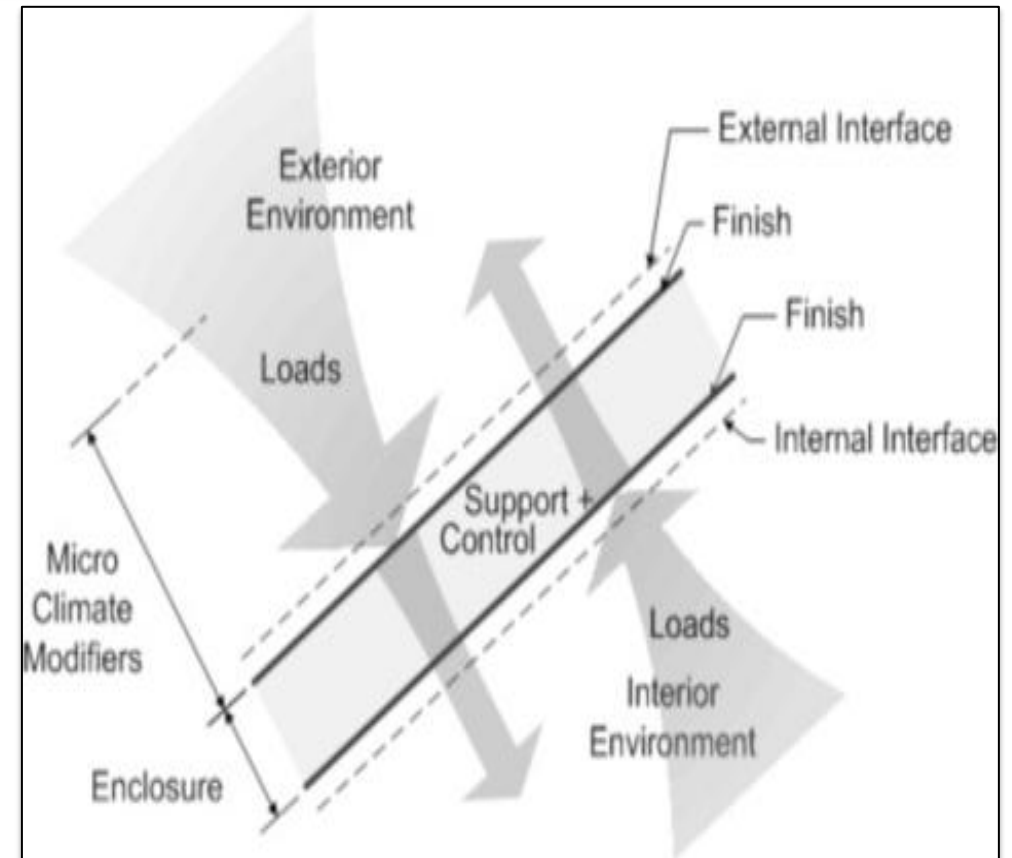 External Interface
Exterior
Environment
Finish
Finish
Loads
Internal Interface
Support +
Control
Micro
Climate
Modifiers
Loads
Interior
Environment
Enclosure